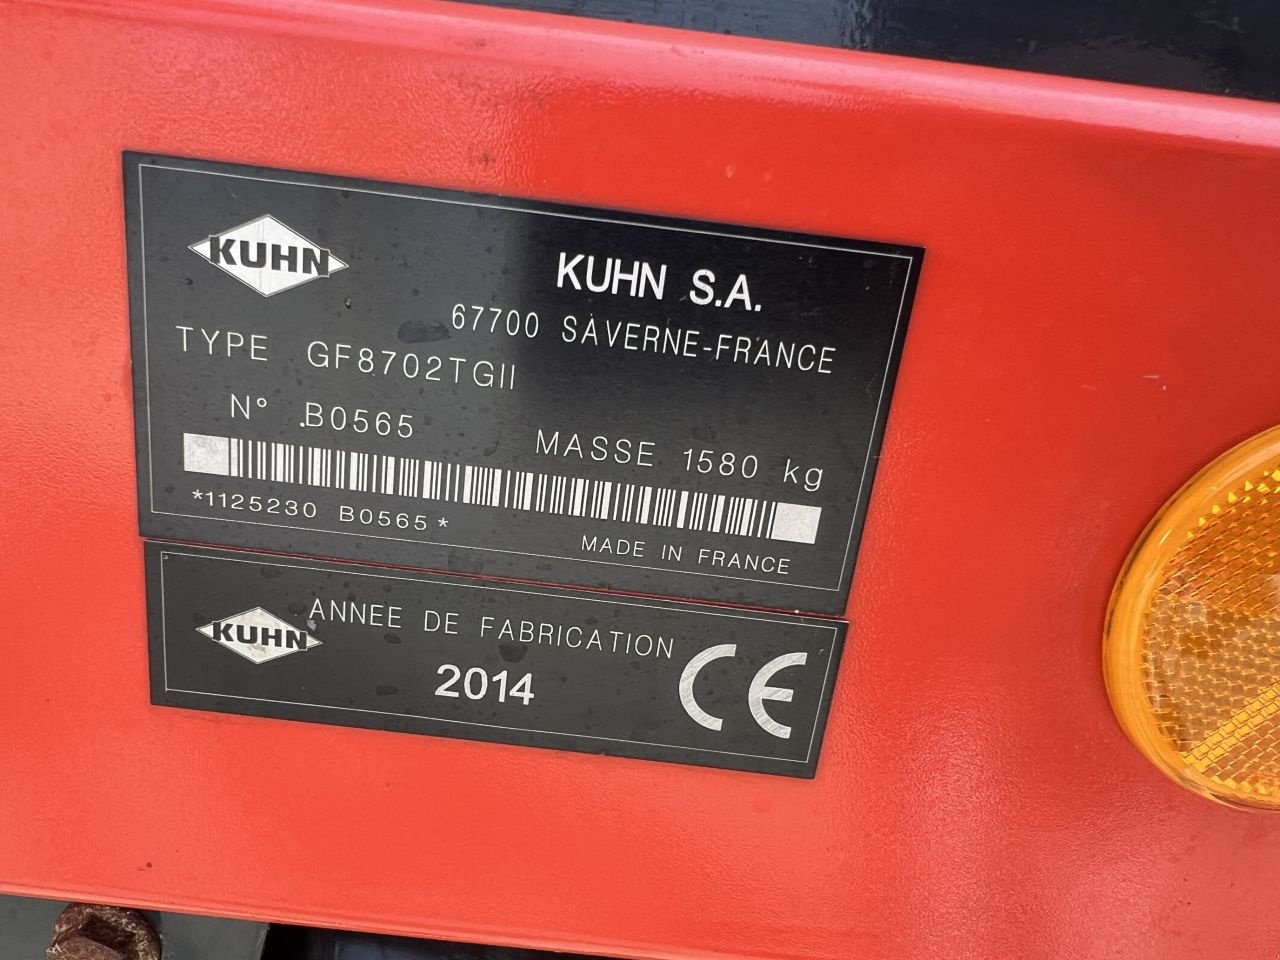 KUHN
KUHN S.A.
67700 SAVERNE-FRANCE
TYPE GF8702TGII
N° B0565 MASSE 1580 kg
*1125230 B0565*
MADE IN FRANCE
KUHN
ANNEE DE FABRICATION
2014 CE